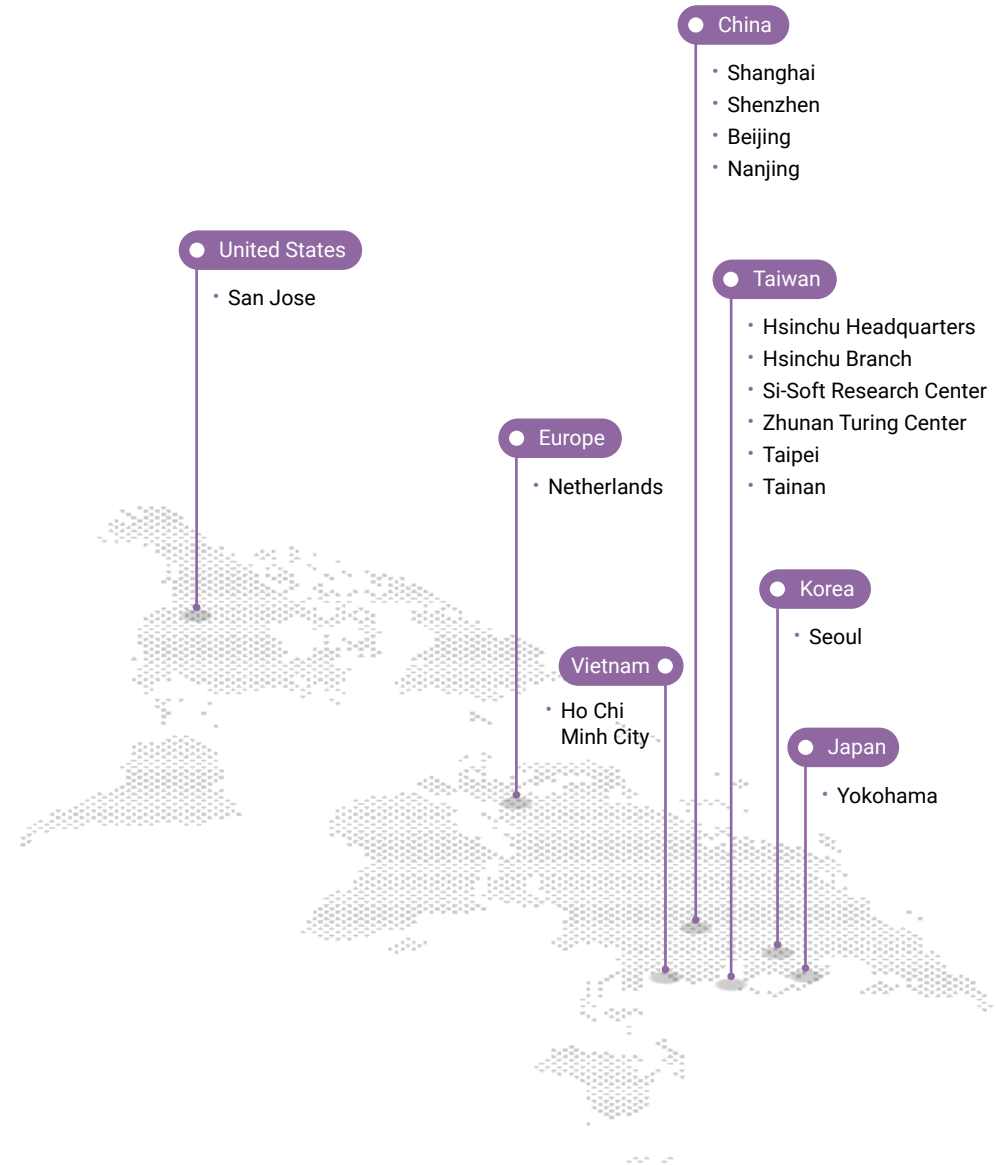 China
Shanghai
Shenzhen
Beijing
Nanjing
United States
San Jose
Taiwan
Hsinchu Headquarters
Hsinchu Branch
Si-Soft Research Center
Zhunan Turing Center
Taipei
Tainan
Europe
Netherlands
Korea
Seoul
Vietnam
Ho Chi
Minh City
Japan
Yokohama